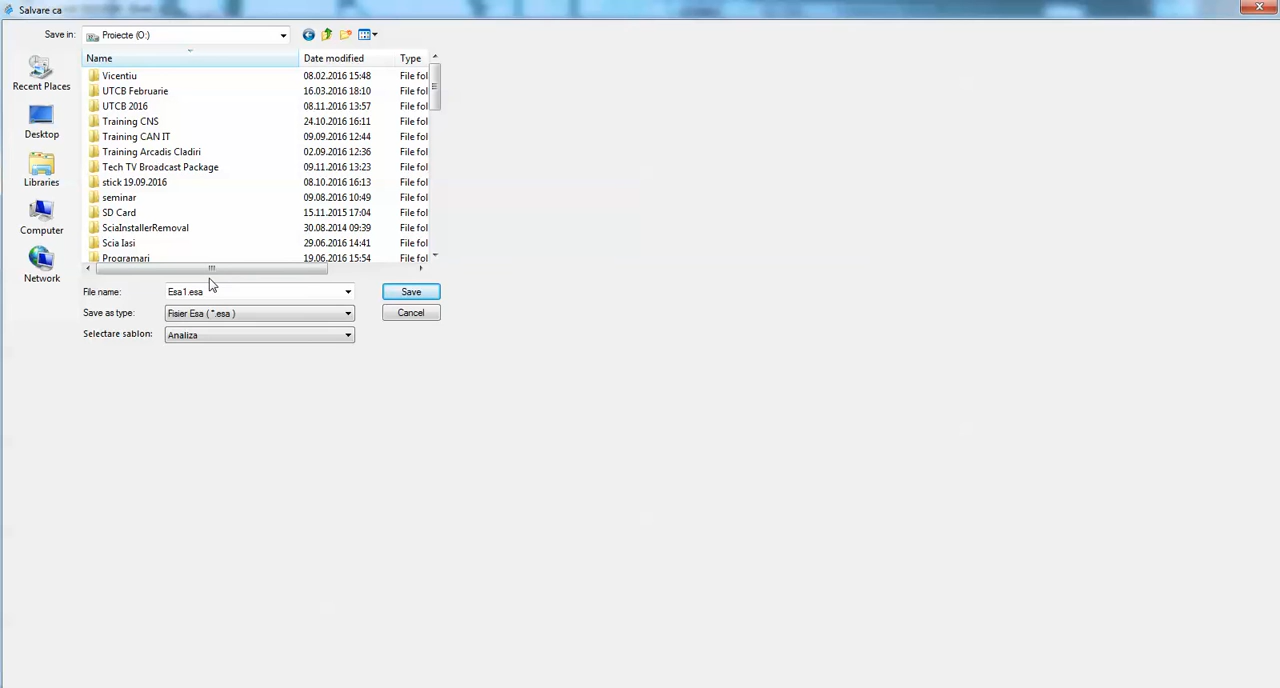 Salvare ca
Save in: Proiecte (O:)
Name Date modified Type
Vicentiu 08.02.2016 15:48 File fol
UTCB Februarie 16.03.2016 18:10 File fol
UTCB 2016 08.11.2016 13:57 File fol
Training CNS 24.10.2016 16:11 File fol
Training CAN IT 09.09.2016 12:44 File fol
Training Arcadis Cladiri 02.09.2016 12:36 File fol
Tech TV Broadcast Package 09.11.2016 13:23 File fol
stick 19.09.2016 08.10.2016 16:13 File fol
seminar 09.08.2016 10:49 File fol
SD Card 15.11.2015 17:04 File fol
SciaInstallerRemoval 30.08.2014 09:39 File fol
Scia Iasi 29.06.2016 14:41 File fol
Programari 19.06.2016 15:54 File fol
Recent Places
Desktop
Libraries
Computer
Network
File name: Esa1.esa Save
Save as type: Fisier Esa ( *.esa ) Cancel
Selectare sablon: Analiza